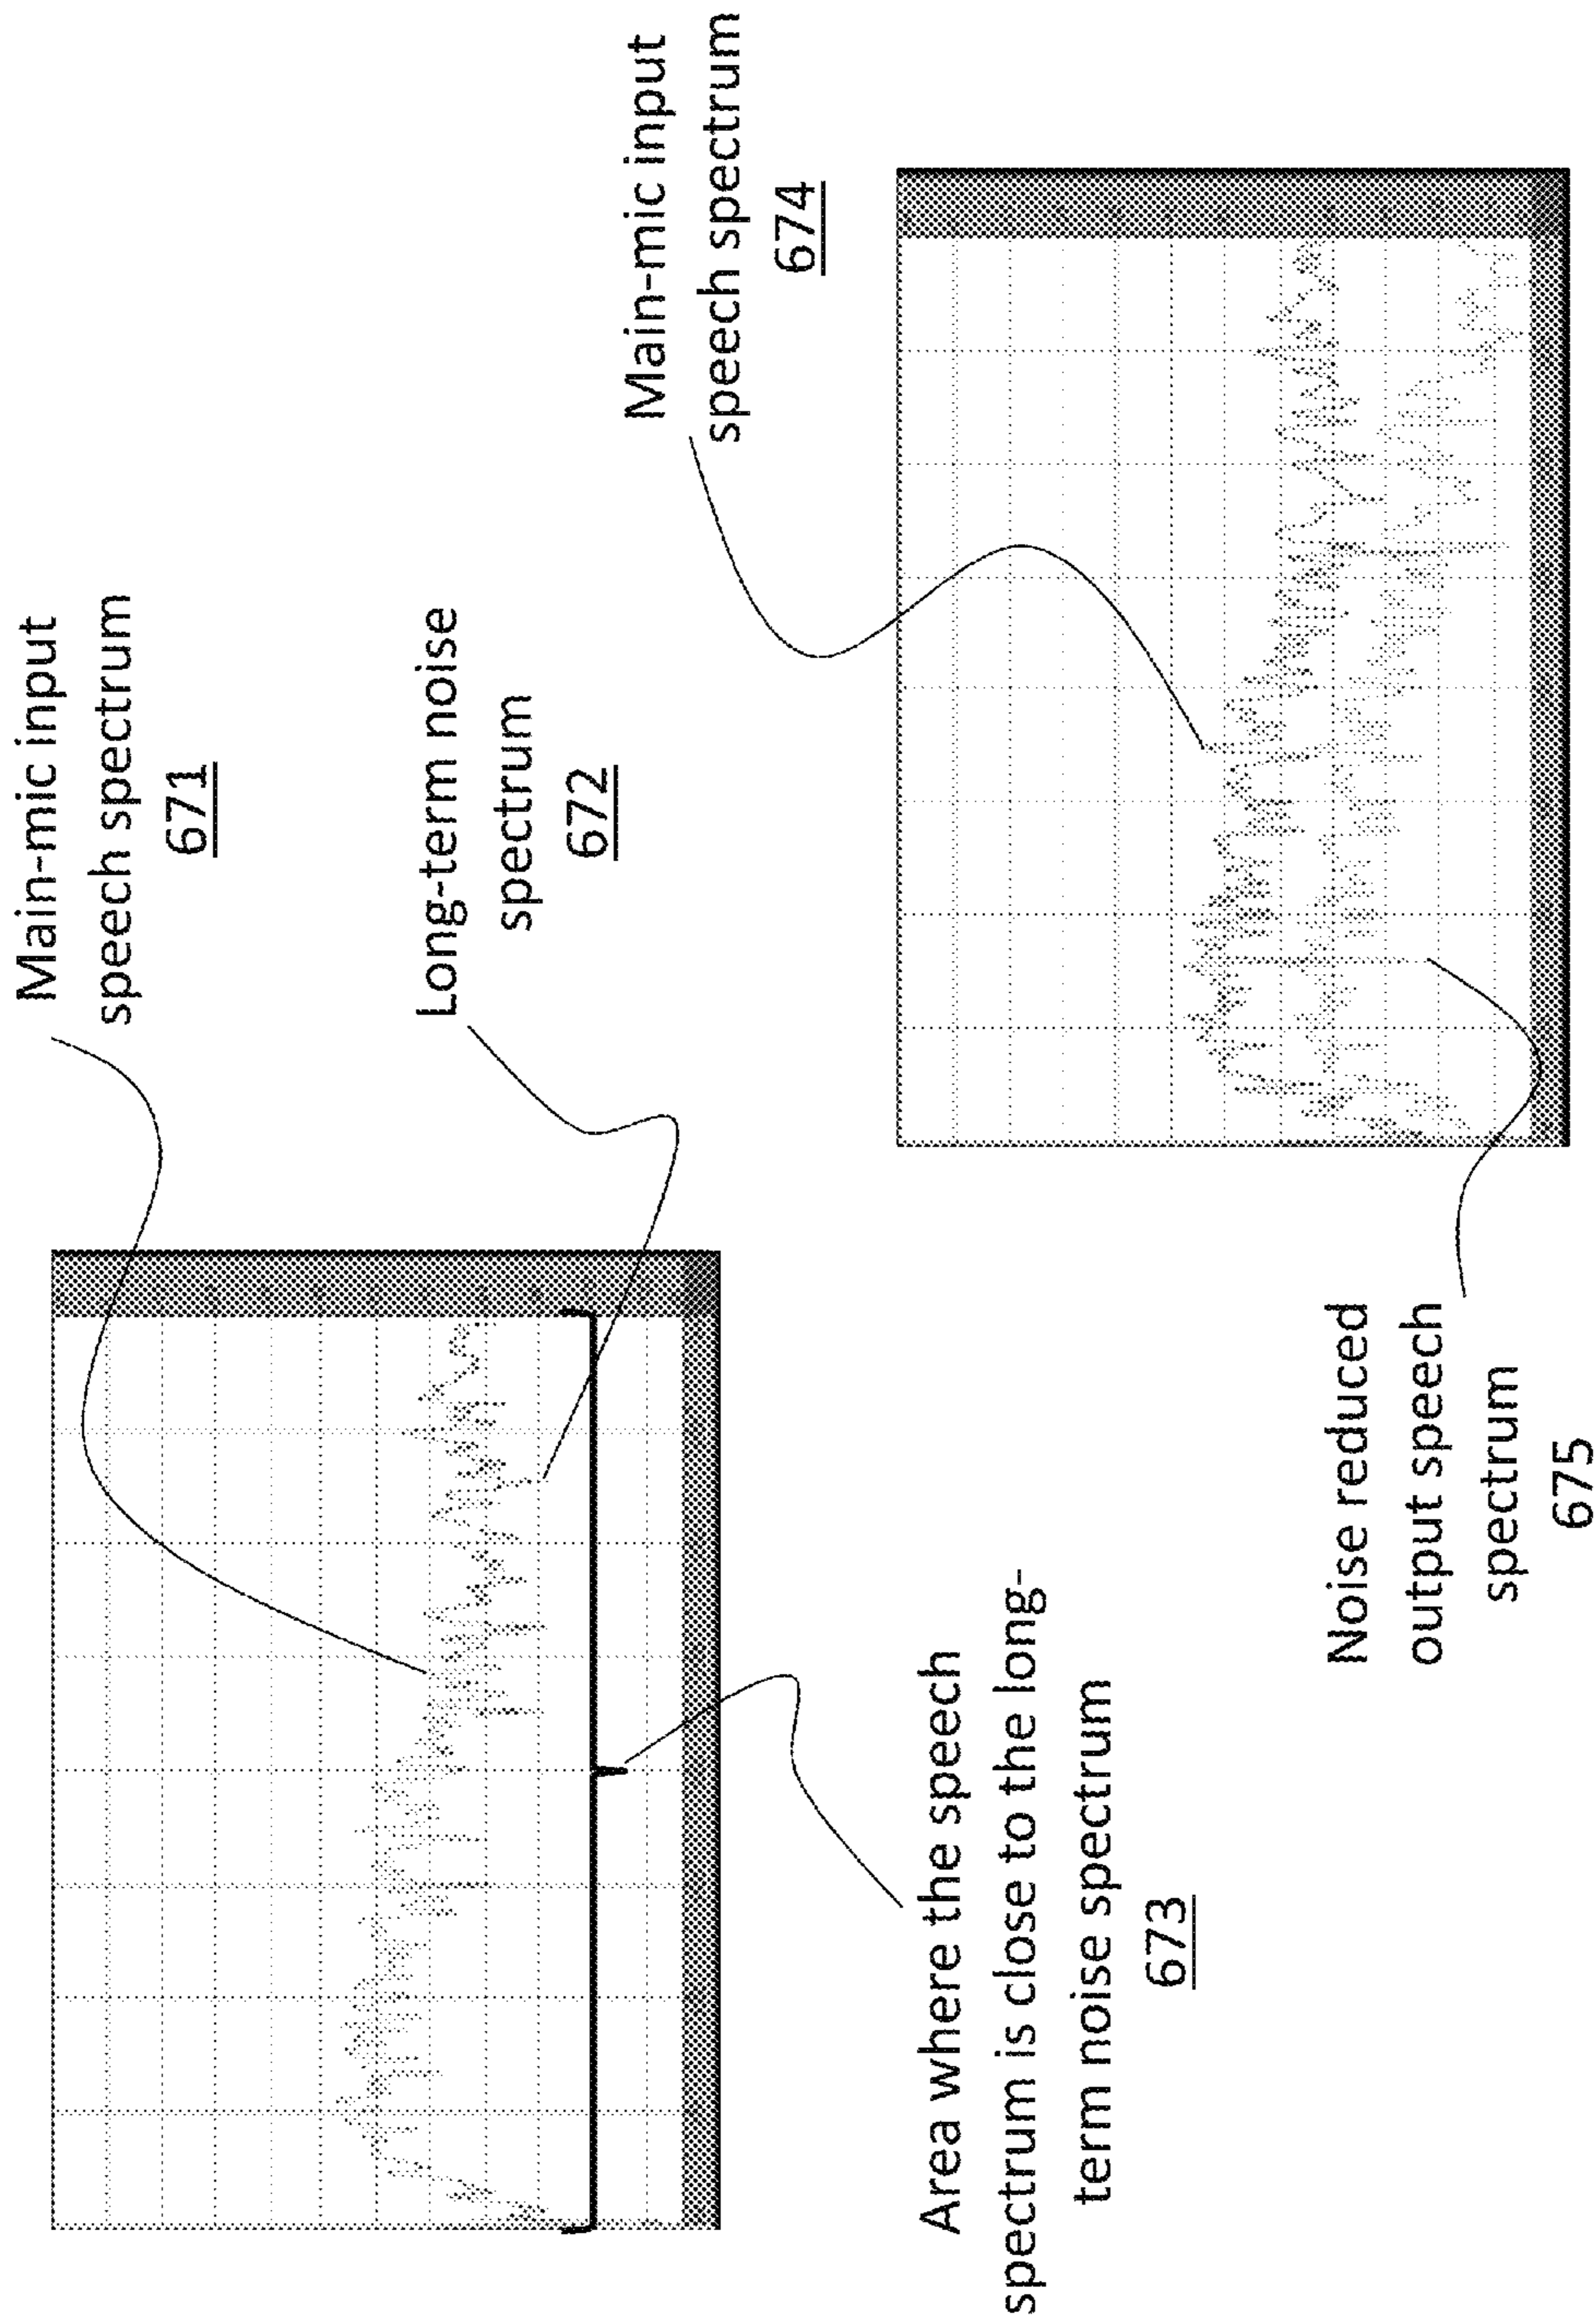 Main-mic input
speech spectrum
671
Long-term noise
spectrum
672
Area where the speech
spectrum is close to the long-
term noise spectrum
673
Main-mic input
speech spectrum
674
Noise reduced
output speech
spectrum
675